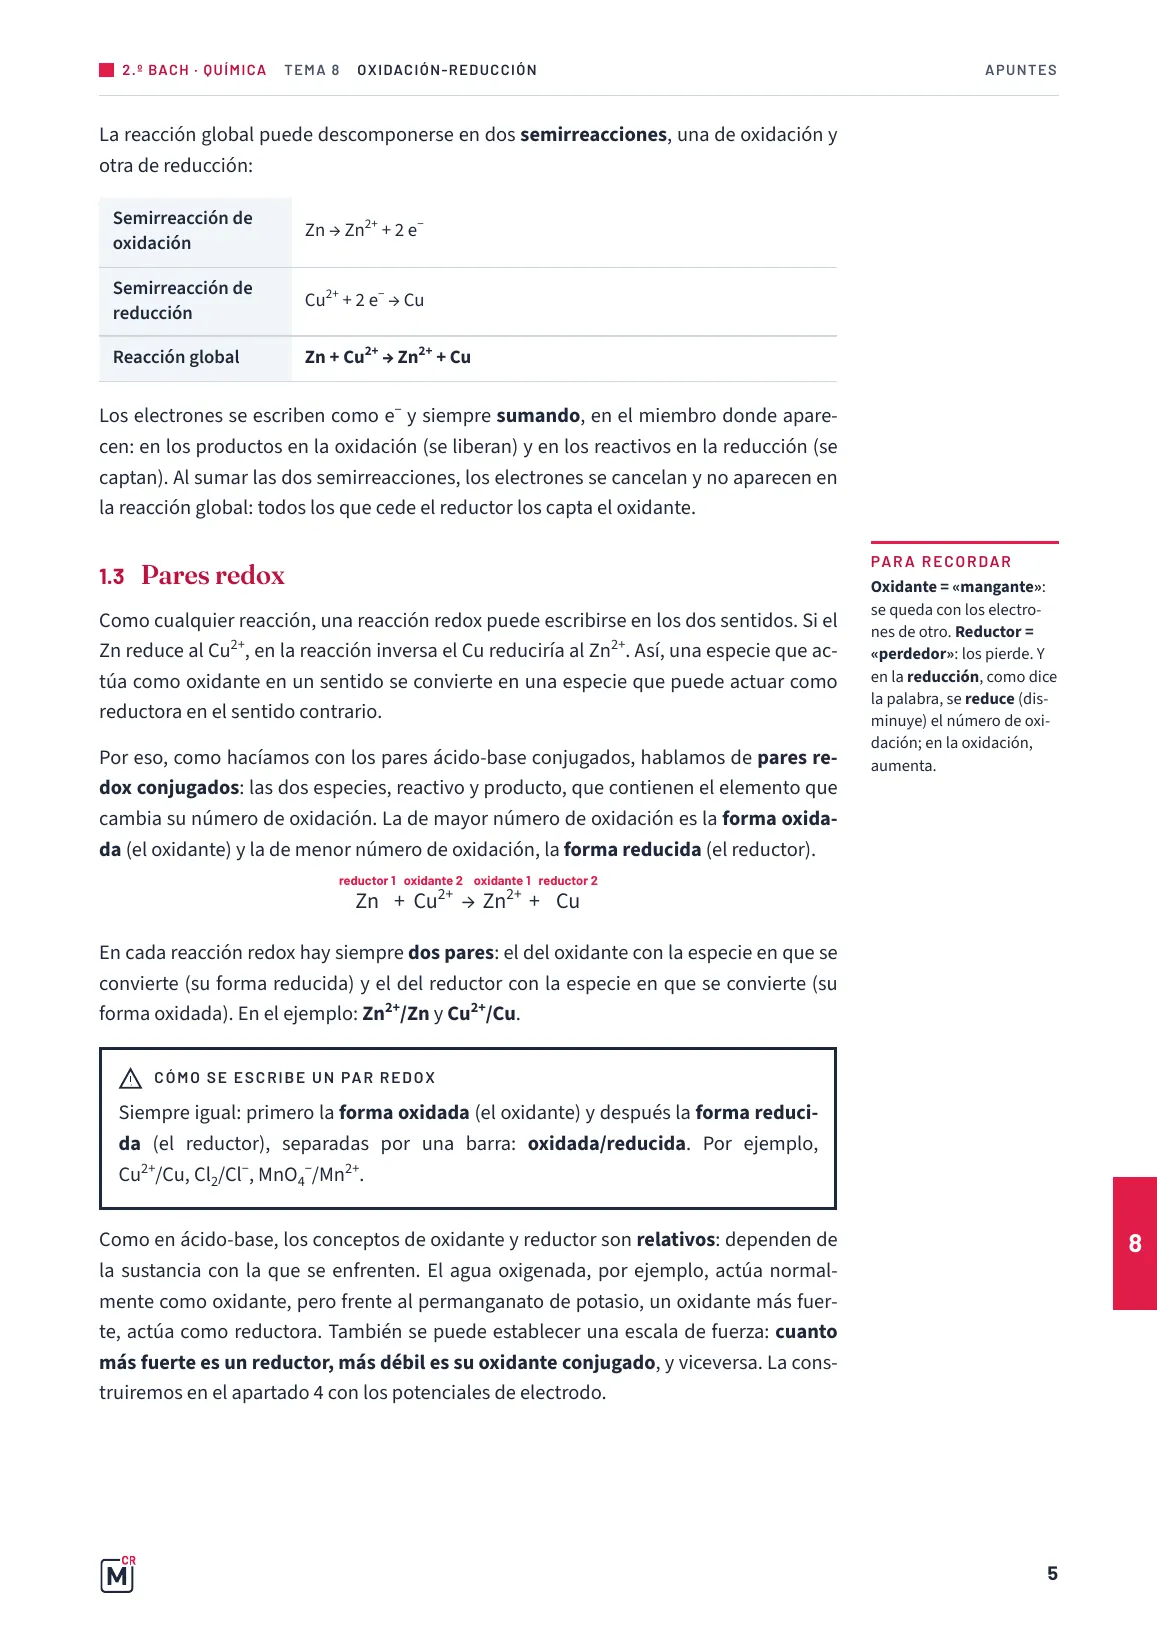 2.º BACH · QUÍMICA TEMA 8 OXIDACIÓN-REDUCCIÓN APUNTES
La reacción global puede descomponerse en dos semirreacciones, una de oxidación y
otra de reducción:
Semirreacción de
oxidación
Zn → Zn²⁺ + 2 e⁻
Semirreacción de
reducción
Cu²⁺ + 2 e⁻ → Cu
Reacción global
Zn + Cu²⁺ → Zn²⁺ + Cu
Los electrones se escriben como e⁻ y siempre sumando, en el miembro donde apare-
cen: en los productos en la oxidación (se liberan) y en los reactivos en la reducción (se
captan). Al sumar las dos semirreacciones, los electrones se cancelan y no aparecen en
la reacción global: todos los que cede el reductor los capta el oxidante.
1.3 Pares redox
Como cualquier reacción, una reacción redox puede escribirse en los dos sentidos. Si el
Zn reduce al Cu²⁺, en la reacción inversa el Cu reduciría al Zn²⁺. Así, una especie que ac-
túa como oxidante en un sentido se convierte en una especie que puede actuar como
reductora en el sentido contrario.
Por eso, como hacíamos con los pares ácido-base conjugados, hablamos de pares re-
dox conjugados: las dos especies, reactivo y producto, que contienen el elemento que
cambia su número de oxidación. La de mayor número de oxidación es la forma oxida-
da (el oxidante) y la de menor número de oxidación, la forma reducida (el reductor).
reductor 1 oxidante 2 oxidante 1 reductor 2
Zn + Cu²⁺ → Zn²⁺ + Cu
En cada reacción redox hay siempre dos pares: el del oxidante con la especie en que se
convierte (su forma reducida) y el del reductor con la especie en que se convierte (su
forma oxidada). En el ejemplo: Zn²⁺/Zn y Cu²⁺/Cu.
CÓMO SE ESCRIBE UN PAR REDOX
Siempre igual: primero la forma oxidada (el oxidante) y después la forma reduci-
da (el reductor), separadas por una barra: oxidada/reducida. Por ejemplo,
Cu²⁺/Cu, Cl₂/Cl⁻, MnO₄⁻/Mn²⁺.
Como en ácido-base, los conceptos de oxidante y reductor son relativos: dependen de
la sustancia con la que se enfrenten. El agua oxigenada, por ejemplo, actúa normal-
mente como oxidante, pero frente al permanganato de potasio, un oxidante más fuer-
te, actúa como reductora. También se puede establecer una escala de fuerza: cuanto
más fuerte es un reductor, más débil es su oxidante conjugado, y viceversa. La cons-
truiremos en el apartado 4 con los potenciales de electrodo.
PARA RECORDAR
Oxidante = «mangante»:
se queda con los electro-
nes de otro. Reductor =
«perdedor»: los pierde. Y
en la reducción, como dice
la palabra, se reduce (dis-
minuye) el número de oxi-
dación; en la oxidación,
aumenta.
8
M CR
5